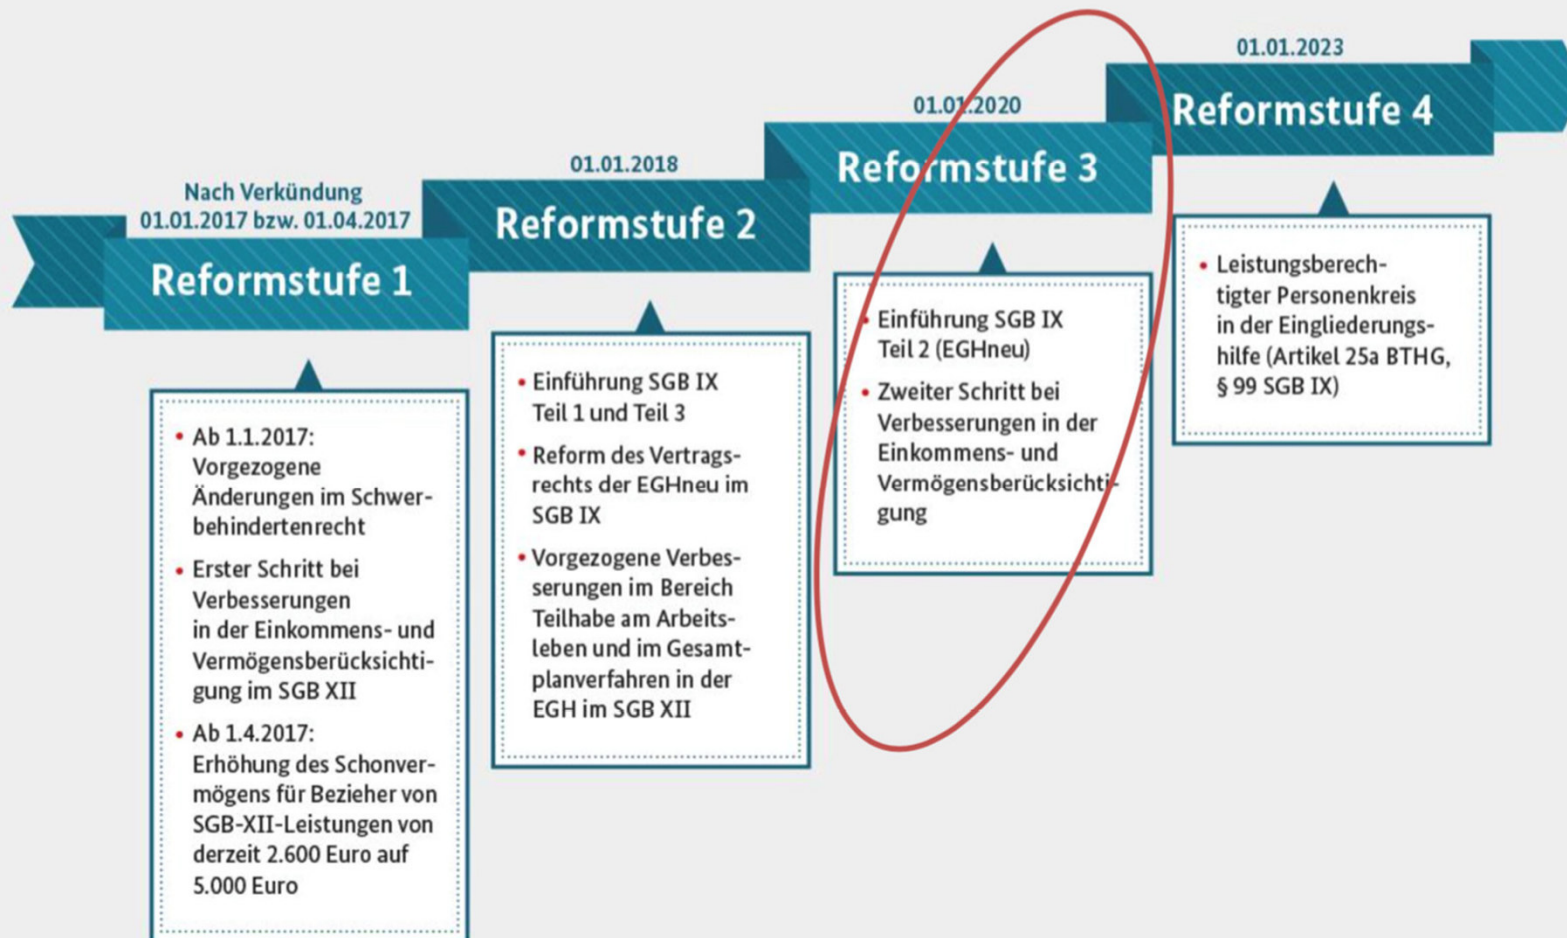 Nach Verkündung
01.01.2017 bzw. 01.04.2017
Reformstufe 1
• Ab 1.1.2017:
Vorgezogene
Änderungen im Schwer-
behindertenrecht
• Erster Schritt bei
Verbesserungen
in der Einkommens- und
Vermögensberücksichti-
gung im SGB XII
• Ab 1.4.2017:
Erhöhung des Schonver-
mögens für Bezieher von
SGB-XII-Leistungen von
derzeit 2.600 Euro auf
5.000 Euro
01.01.2018
Reformstufe 2
• Einführung SGB IX
Teil 1 und Teil 3
• Reform des Vertrags-
rechts der EGHneu im
SGB IX
• Vorgezogene Verbes-
serungen im Bereich
Teilhabe am Arbeits-
leben und im Gesamt-
planverfahren in der
EGH im SGB XII
01.01.2020
Reformstufe 3
• Einführung SGB IX
Teil 2 (EGHneu)
• Zweiter Schritt bei
Verbesserungen in der
Einkommens- und
Vermögensberücksichti-
gung
01.01.2023
Reformstufe 4
• Leistungsberech-
tigter Personenkreis
in der Eingliederungs-
hilfe (Artikel 25a BTHG,
§ 99 SGB IX)